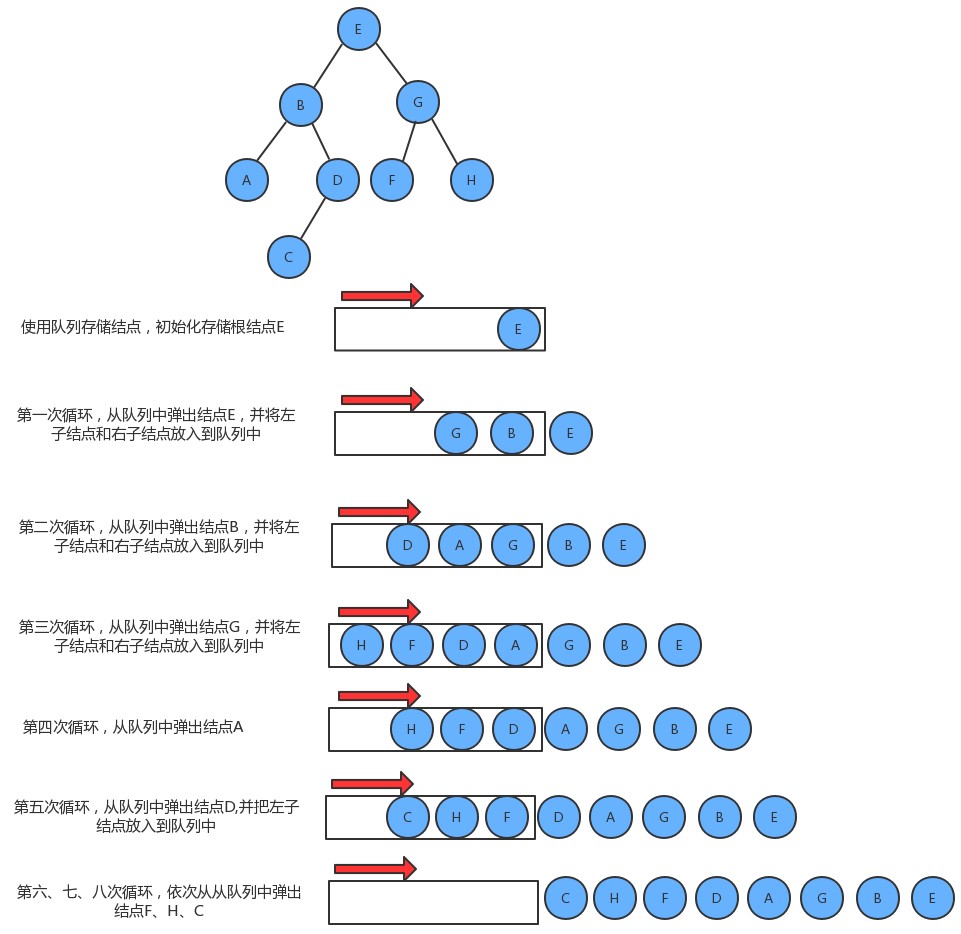 E
B
G
A
D
F
H
C
使用队列存储结点，初始化存储根结点E
E
第一次循环，从队列中弹出结点E，并将左
子结点和右子结点放入到队列中
G B E
第二次循环，从队列中弹出结点B，并将左
子结点和右子结点放入到队列中
D A G B E
第三次循环，从队列中弹出结点G，并将左
子结点和右子结点放入到队列中
H F D A G B E
第四次循环，从队列中弹出结点A
H F D A G B E
第五次循环，从队列中弹出结点D,并把左子
结点放入到队列中
C H F D A G B E
第六、七、八次循环，依次从从队列中弹出
结点F、H、C
C H F D A G B E